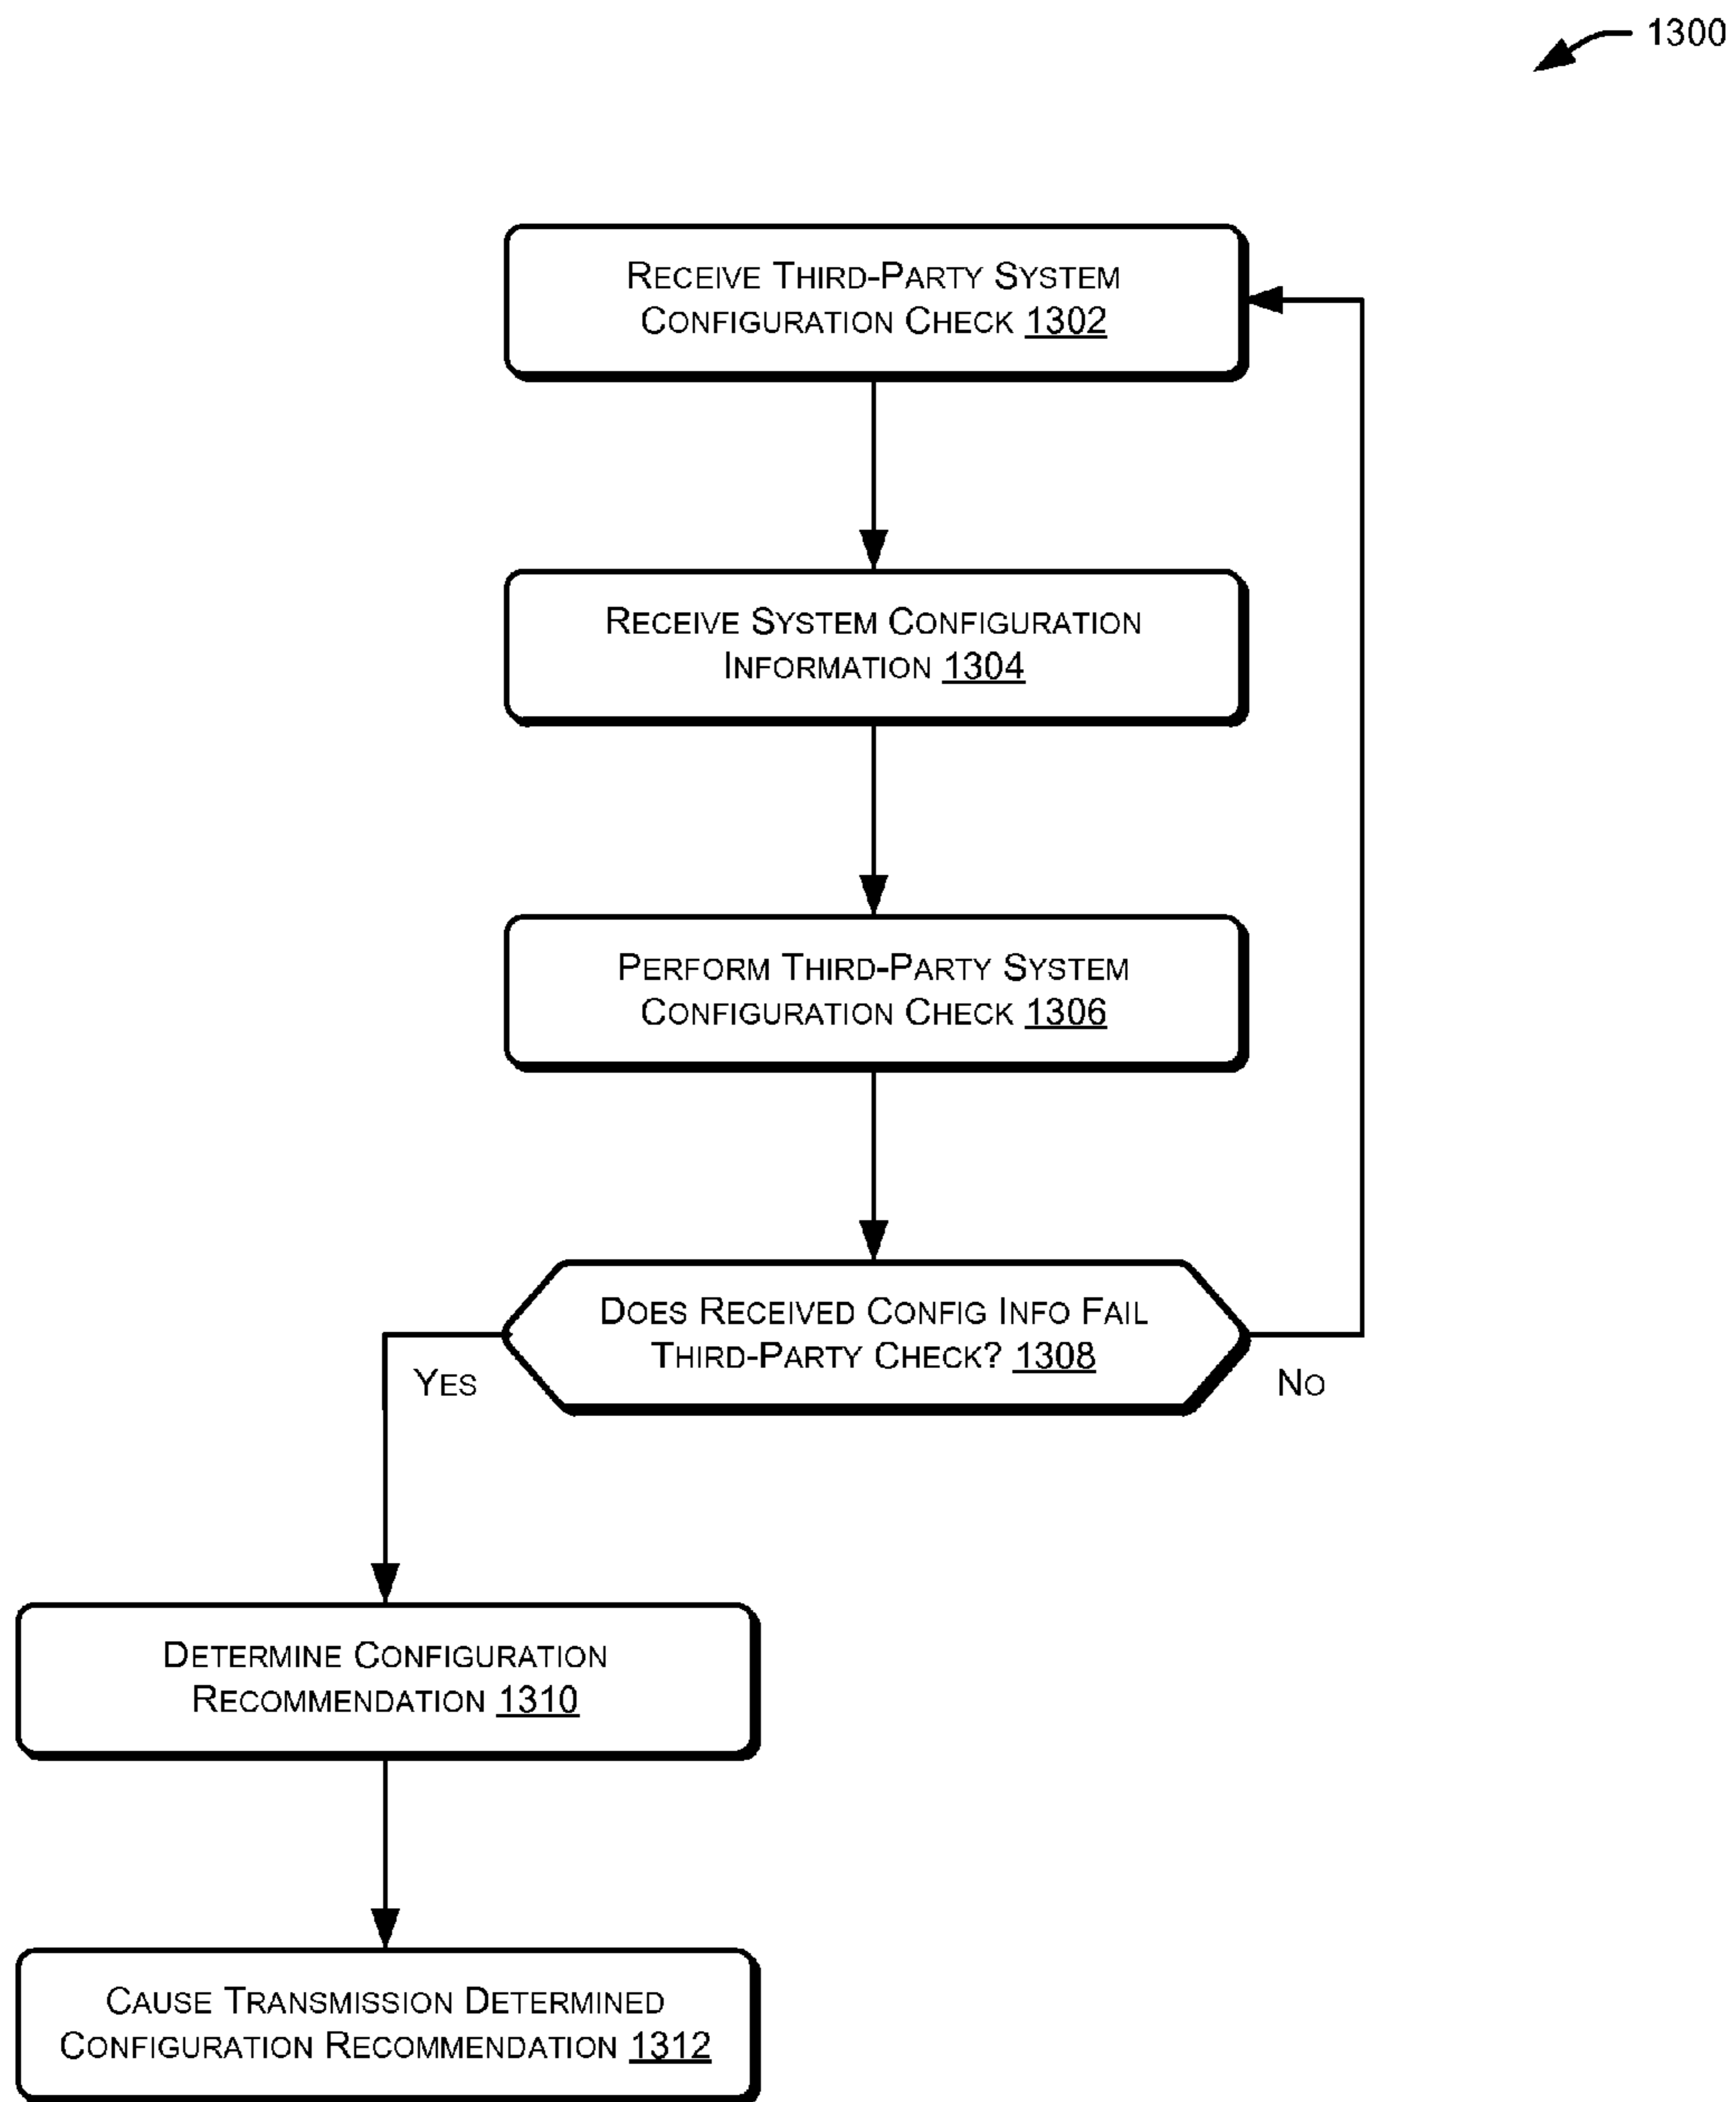 1300
RECEIVE THIRD-PARTY SYSTEM
CONFIGURATION CHECK 1302
RECEIVE SYSTEM CONFIGURATION
INFORMATION 1304
PERFORM THIRD-PARTY SYSTEM
CONFIGURATION CHECK 1306
DOES RECEIVED CONFIG INFO FAIL
THIRD-PARTY CHECK? 1308
YES
NO
DETERMINE CONFIGURATION
RECOMMENDATION 1310
CAUSE TRANSMISSION DETERMINED
CONFIGURATION RECOMMENDATION 1312